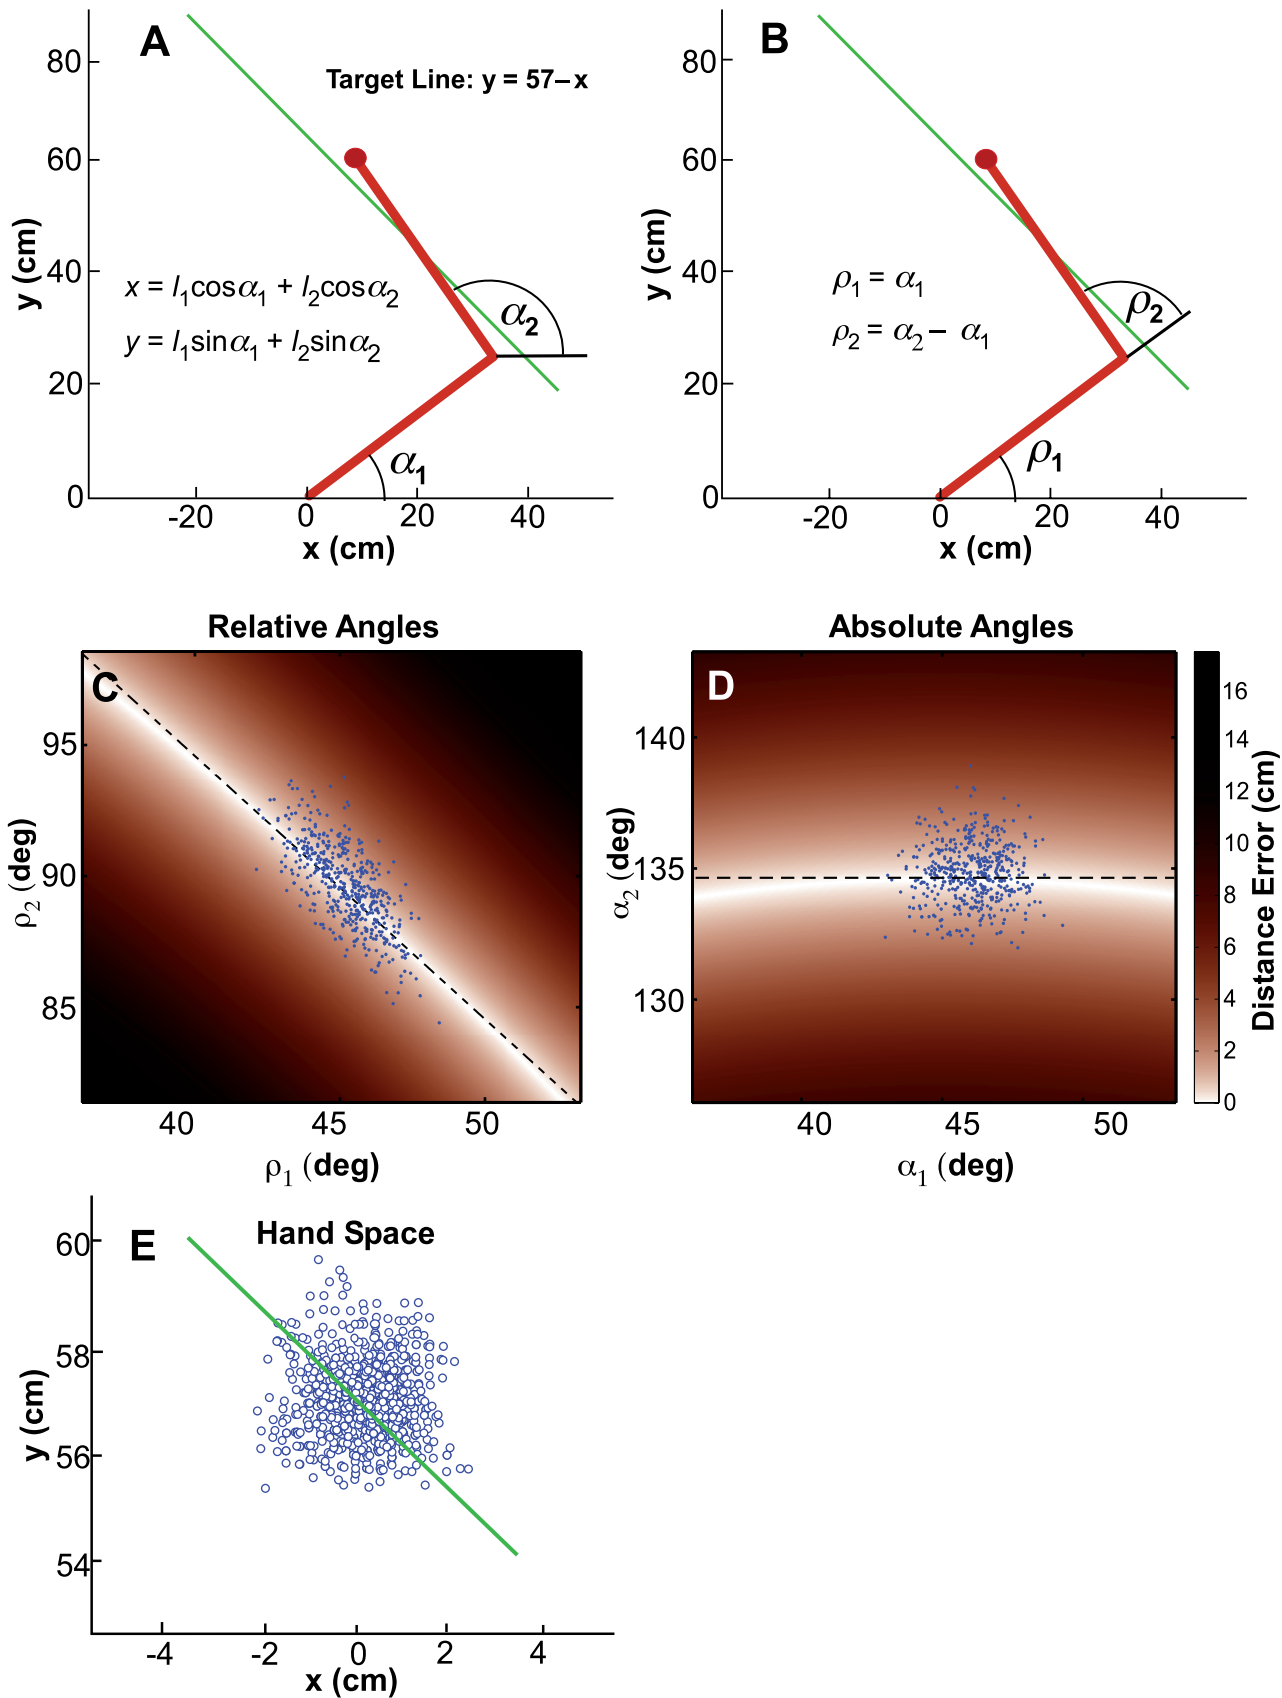 A
Target Line: y = 57–x
80
60
40
20
0
y (cm)
x = l1cosα1 + l2cosα2
y = l1sinα1 + l2sinα2
α2
α1
-20
0
20
40
x (cm)
B
80
60
40
20
0
y (cm)
ρ1 = α1
ρ2 = α2 – α1
ρ2
ρ1
-20
0
20
40
x (cm)
Relative Angles
C
95
90
85
ρ2 (deg)
40
45
50
ρ1 (deg)
Absolute Angles
D
140
135
130
α2 (deg)
40
45
50
α1 (deg)
16
14
12
10
8
6
4
2
0
Distance Error (cm)
E
Hand Space
60
58
56
54
y (cm)
-4
-2
0
2
4
x (cm)